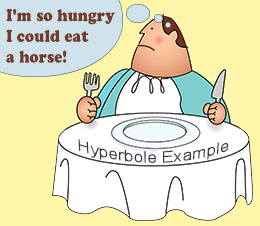 I'm so hungry
I could eat
a horse!
Hyperbole Example